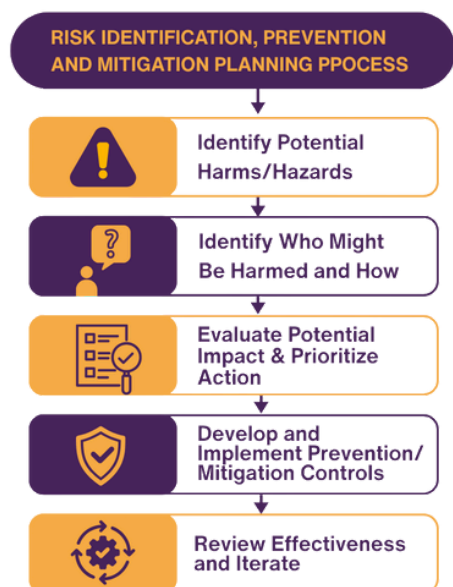 RISK IDENTIFICATION, PREVENTION
AND MITIGATION PLANNING PPOCESS
Identify Potential
Harms/Hazards
?
Identify Who Might
Be Harmed and How
Evaluate Potential
Impact & Prioritize
Action
Develop and
Implement Prevention/
Mitigation Controls
Review Effectiveness
and Iterate